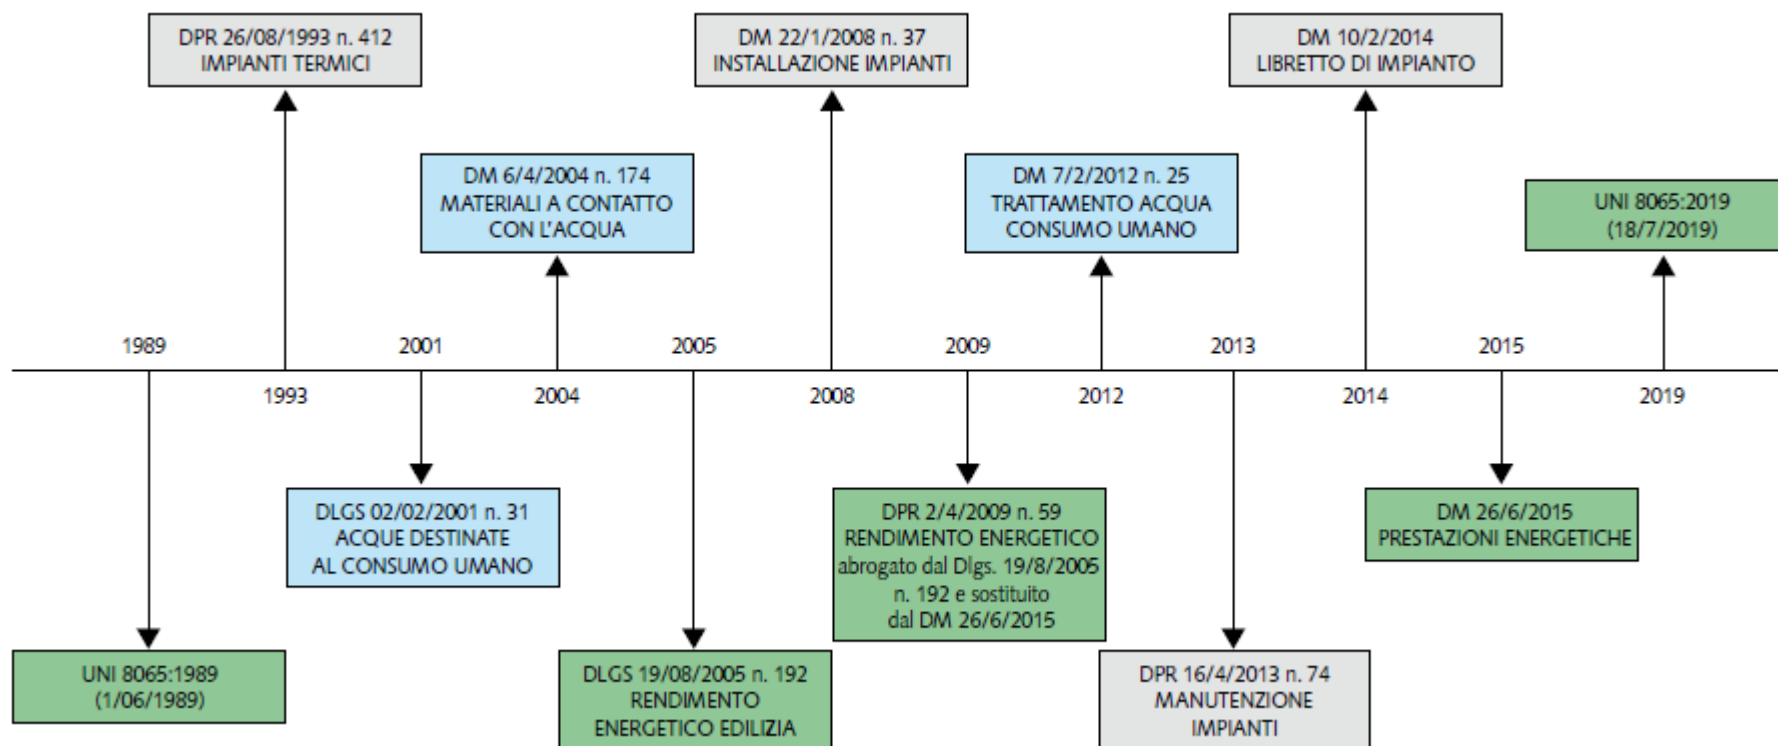 DPR 26/08/1993 n. 412
IMPIANTI TERMICI
DM 22/1/2008 n. 37
INSTALLAZIONE IMPIANTI
DM 10/2/2014
LIBRETTO DI IMPIANTO
DM 6/4/2004 n. 174
MATERIALI A CONTATTO
CON L'ACQUA
DM 7/2/2012 n. 25
TRATTAMENTO ACQUA
CONSUMO UMANO
UNI 8065:2019
(18/7/2019)
1989
2001
2005
2009
2013
2015
1993
2004
2008
2012
2014
2019
DLGS 02/02/2001 n. 31
ACQUE DESTINATE
AL CONSUMO UMANO
DPR 2/4/2009 n. 59
RENDIMENTO ENERGETICO
abrogato dal Dlgs. 19/8/2005
n. 192 e sostituito
dal DM 26/6/2015
DM 26/6/2015
PRESTAZIONI ENERGETICHE
UNI 8065:1989
(1/06/1989)
DLGS 19/08/2005 n. 192
RENDIMENTO
ENERGETICO EDILIZIA
DPR 16/4/2013 n. 74
MANUTENZIONE
IMPIANTI